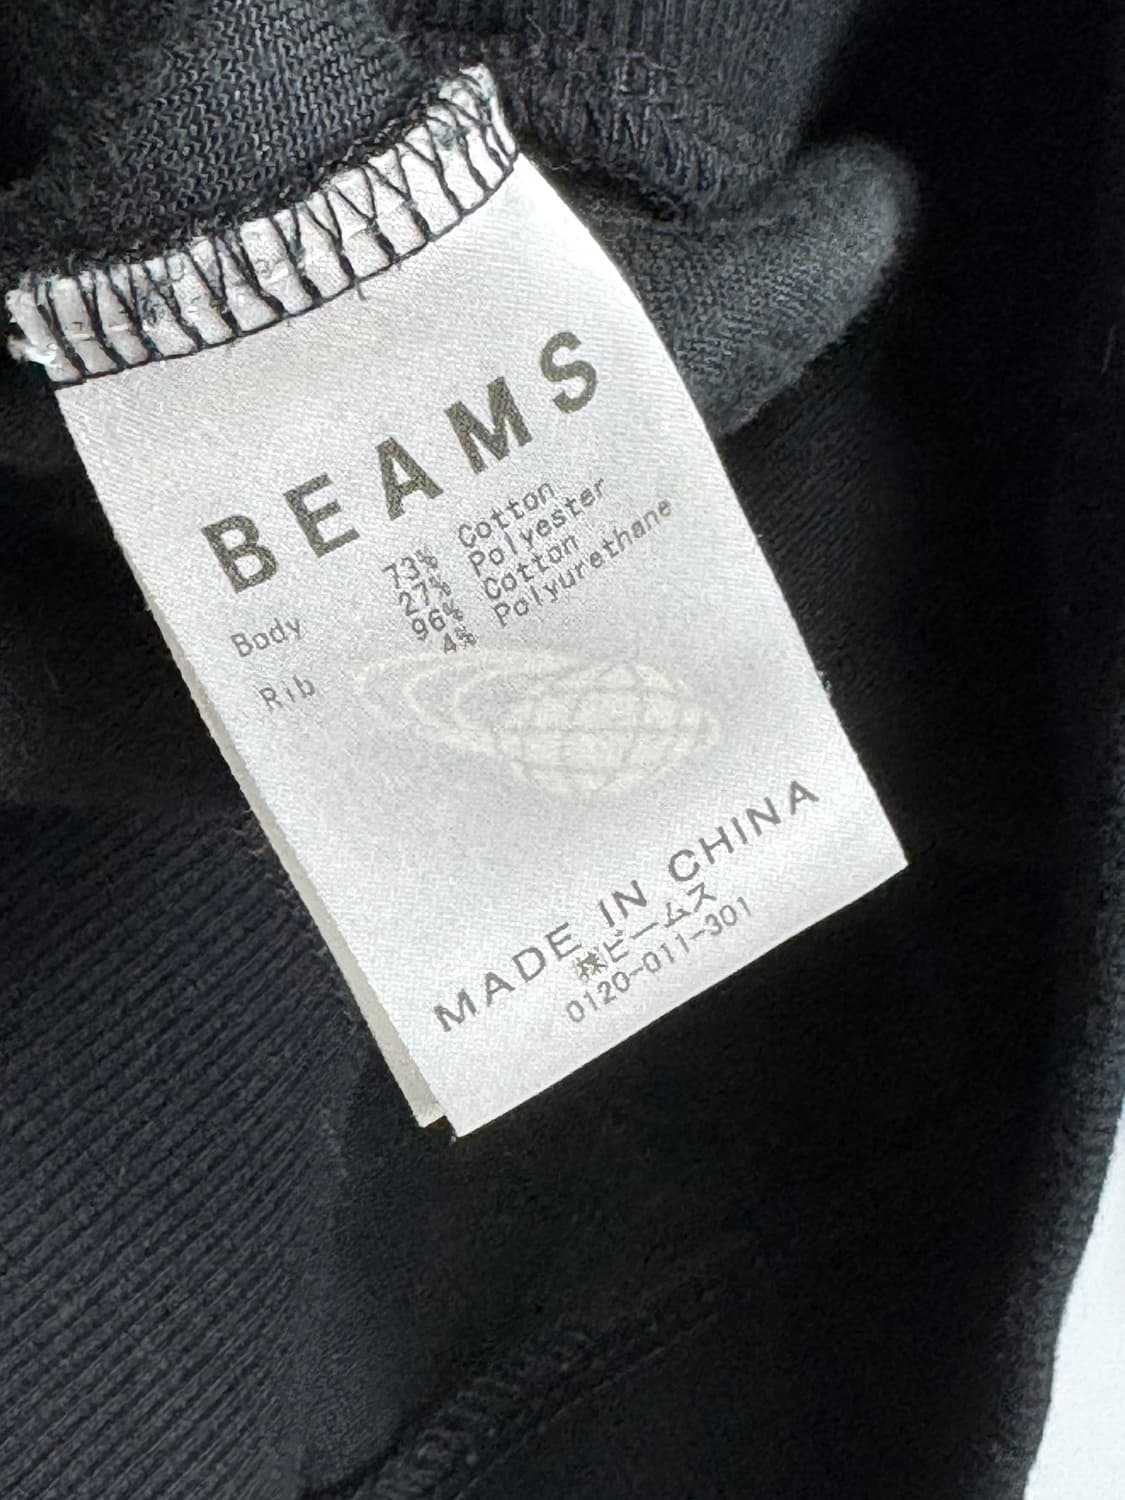 BEAMS
Body 73% Cotton
27% Polyester
Rib 96% Cotton
4% Polyurethane
MADE IN CHINA
㈱ビームス
0120-011-301